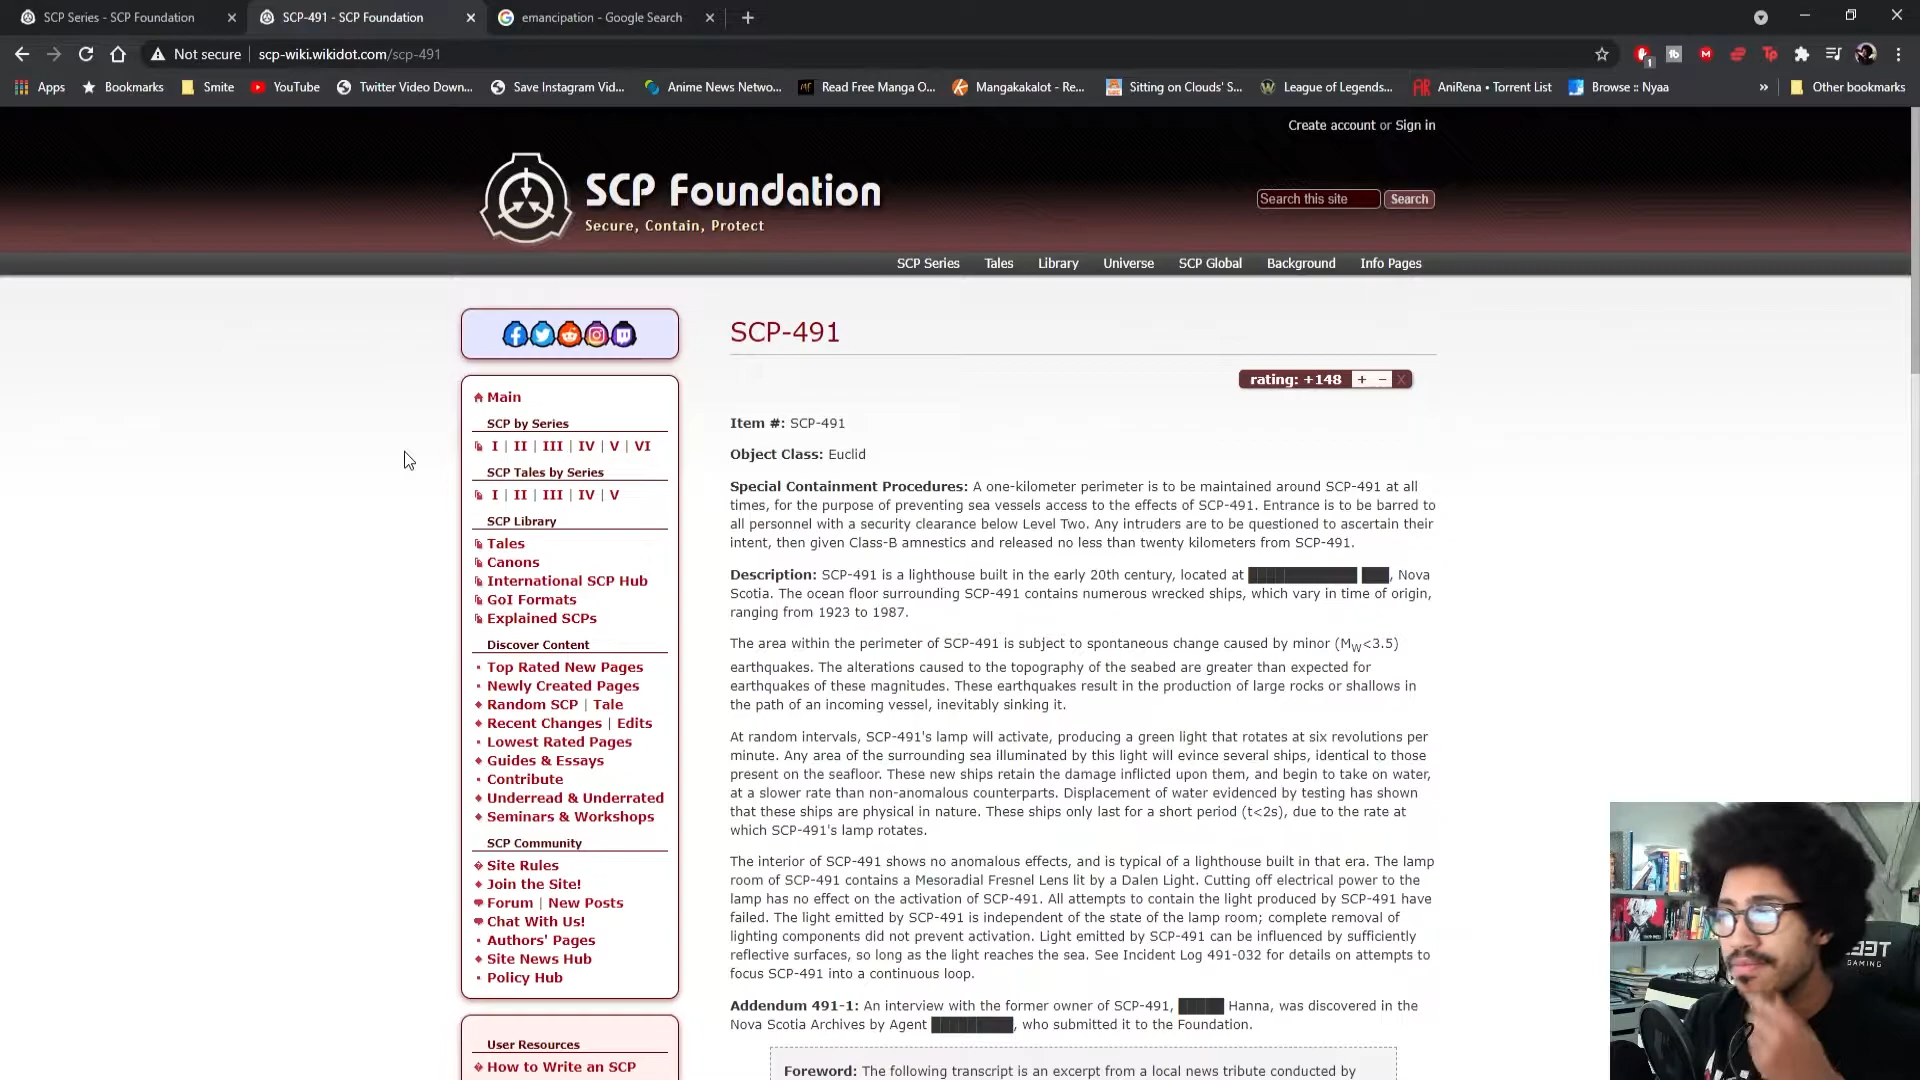 SCP Series - SCP Foundation
SCP-491 - SCP Foundation
emancipation - Google Search
Not secure
scp-wiki.wikidot.com/scp-491
1
Apps
Bookmarks
Smite
YouTube
Twitter Video Down...
Save Instagram Vid...
Anime News Netwo...
Read Free Manga O...
Mangakakalot - Re...
Sitting on Clouds' S...
League of Legends...
AniRena • Torrent List
Browse :: Nyaa
»
Other bookmarks
Create account or Sign in
SCP Foundation
Secure, Contain, Protect
Search this site
Search
SCP Series
Tales
Library
Universe
SCP Global
Background
Info Pages
Main
SCP by Series
I | II | III | IV | V | VI
SCP Tales by Series
I | II | III | IV | V
SCP Library
Tales
Canons
International SCP Hub
GoI Formats
Explained SCPs
Discover Content
Top Rated New Pages
Newly Created Pages
Random SCP | Tale
Recent Changes | Edits
Lowest Rated Pages
Guides & Essays
Contribute
Underread & Underrated
Seminars & Workshops
SCP Community
Site Rules
Join the Site!
Forum | New Posts
Chat With Us!
Authors' Pages
Site News Hub
Policy Hub
User Resources
How to Write an SCP
SCP-491
rating: +148 + − X
Item #: SCP-491
Object Class: Euclid
Special Containment Procedures: A one-kilometer perimeter is to be maintained around SCP-491 at all
times, for the purpose of preventing sea vessels access to the effects of SCP-491. Entrance is to be barred to
all personnel with a security clearance below Level Two. Any intruders are to be questioned to ascertain their
intent, then given Class-B amnestics and released no less than twenty kilometers from SCP-491.
Description: SCP-491 is a lighthouse built in the early 20th century, located at ████████████ ███, Nova
Scotia. The ocean floor surrounding SCP-491 contains numerous wrecked ships, which vary in time of origin,
ranging from 1923 to 1987.
The area within the perimeter of SCP-491 is subject to spontaneous change caused by minor (MW<3.5)
earthquakes. The alterations caused to the topography of the seabed are greater than expected for
earthquakes of these magnitudes. These earthquakes result in the production of large rocks or shallows in
the path of an incoming vessel, inevitably sinking it.
At random intervals, SCP-491's lamp will activate, producing a green light that rotates at six revolutions per
minute. Any area of the surrounding sea illuminated by this light will evince several ships, identical to those
present on the seafloor. These new ships retain the damage inflicted upon them, and begin to take on water,
at a slower rate than non-anomalous counterparts. Displacement of water evidenced by testing has shown
that these ships are physical in nature. These ships only last for a short period (t<2s), due to the rate at
which SCP-491's lamp rotates.
The interior of SCP-491 shows no anomalous effects, and is typical of a lighthouse built in that era. The lamp
room of SCP-491 contains a Mesoradial Fresnel Lens lit by a Dalen Light. Cutting off electrical power to the
lamp has no effect on the activation of SCP-491. All attempts to contain the light produced by SCP-491 have
failed. The light emitted by SCP-491 is independent of the state of the lamp room; complete removal of
lighting components did not prevent activation. Light emitted by SCP-491 can be influenced by sufficiently
reflective surfaces, so long as the light reaches the sea. See Incident Log 491-032 for details on attempts to
focus SCP-491 into a continuous loop.
Addendum 491-1: An interview with the former owner of SCP-491, █████ Hanna, was discovered in the
Nova Scotia Archives by Agent █████████, who submitted it to the Foundation.
Foreword: The following transcript is an excerpt from a local news tribute conducted by
GAMING